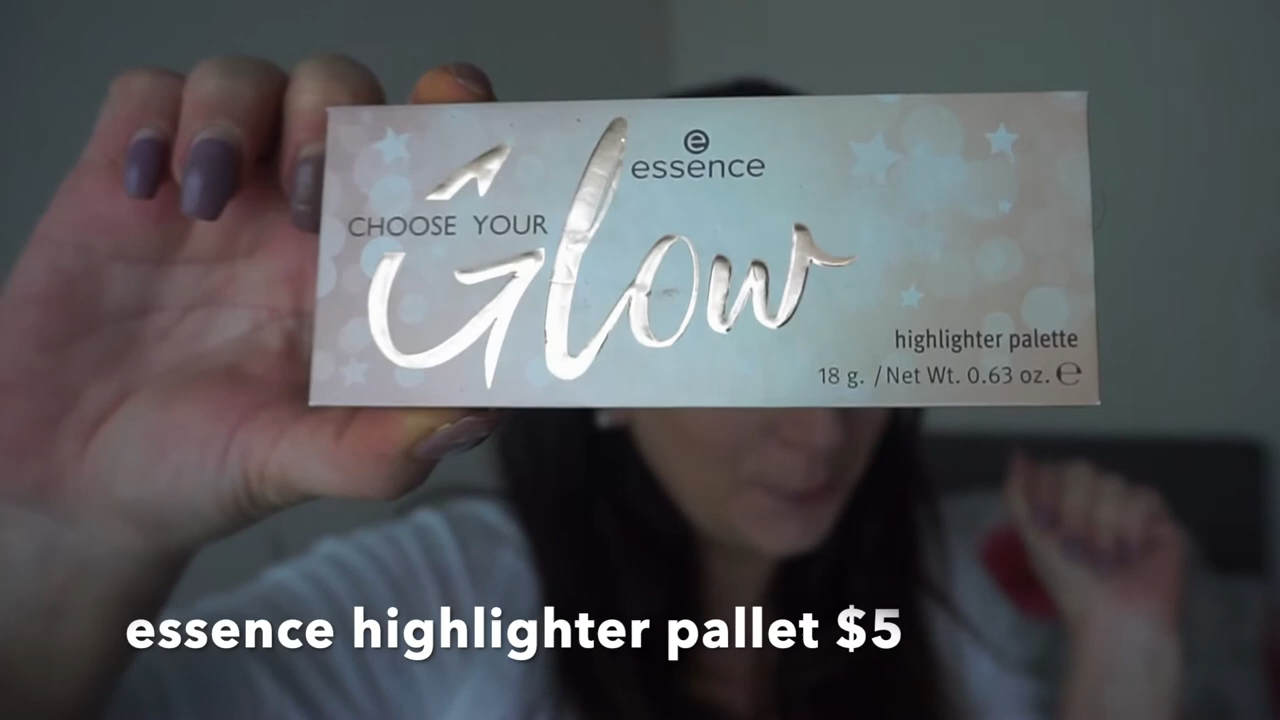 e
essence
CHOOSE YOUR
Glow
highlighter palette
18 g. /Net Wt. 0.63 oz. ℮
essence highlighter pallet $5